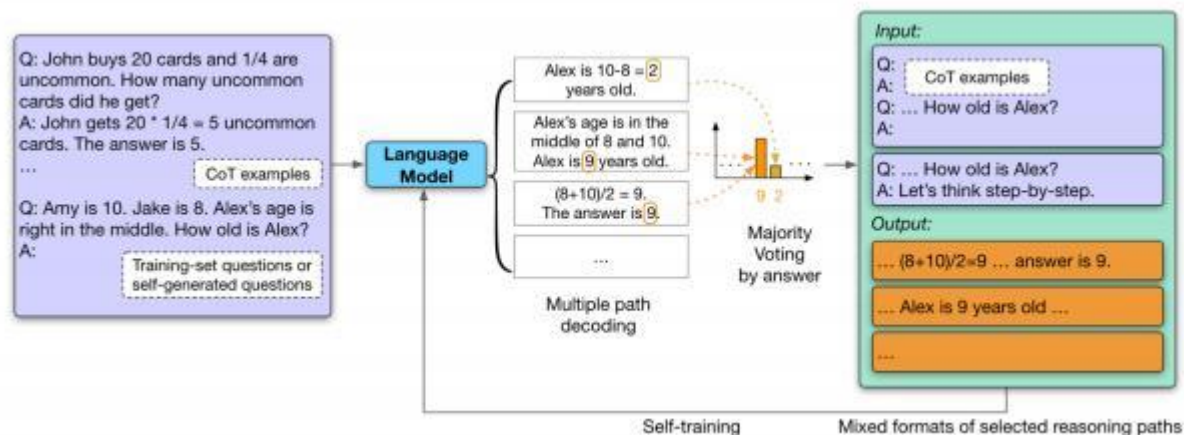 Q: John buys 20 cards and 1/4 are
uncommon. How many uncommon
cards did he get?
A: John gets 20 * 1/4 = 5 uncommon
cards. The answer is 5.
...
CoT examples
Q: Amy is 10. Jake is 8. Alex's age is
right in the middle. How old is Alex?
A:
Training-set questions or
self-generated questions
Language
Model
Alex is 10-8 = 2
years old.
Alex's age is in the
middle of 8 and 10.
Alex is 9 years old.
(8+10)/2 = 9.
The answer is 9.
...
Multiple path
decoding
... ...
9 2
Majority
Voting
by answer
Input:
Q:
CoT examples
A:
Q: ... How old is Alex?
A:
Q: ... How old is Alex?
A: Let's think step-by-step.
Output:
... (8+10)/2=9 ... answer is 9.
... Alex is 9 years old ...
...
Self-training
Mixed formats of selected reasoning paths